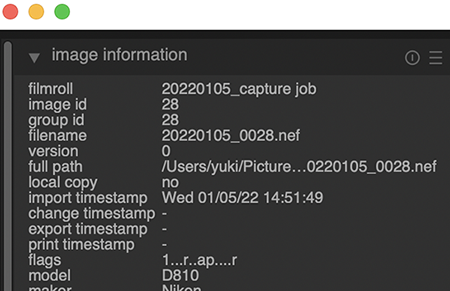 image information
filmroll 20220105_capture job
image id 28
group id 28
filename 20220105_0028.nef
version 0
full path /Users/yuki/Picture…0220105_0028.nef
local copy no
import timestamp Wed 01/05/22 14:51:49
change timestamp -
export timestamp -
print timestamp -
flags 1...r..ap....r
model D810
maker Nikon